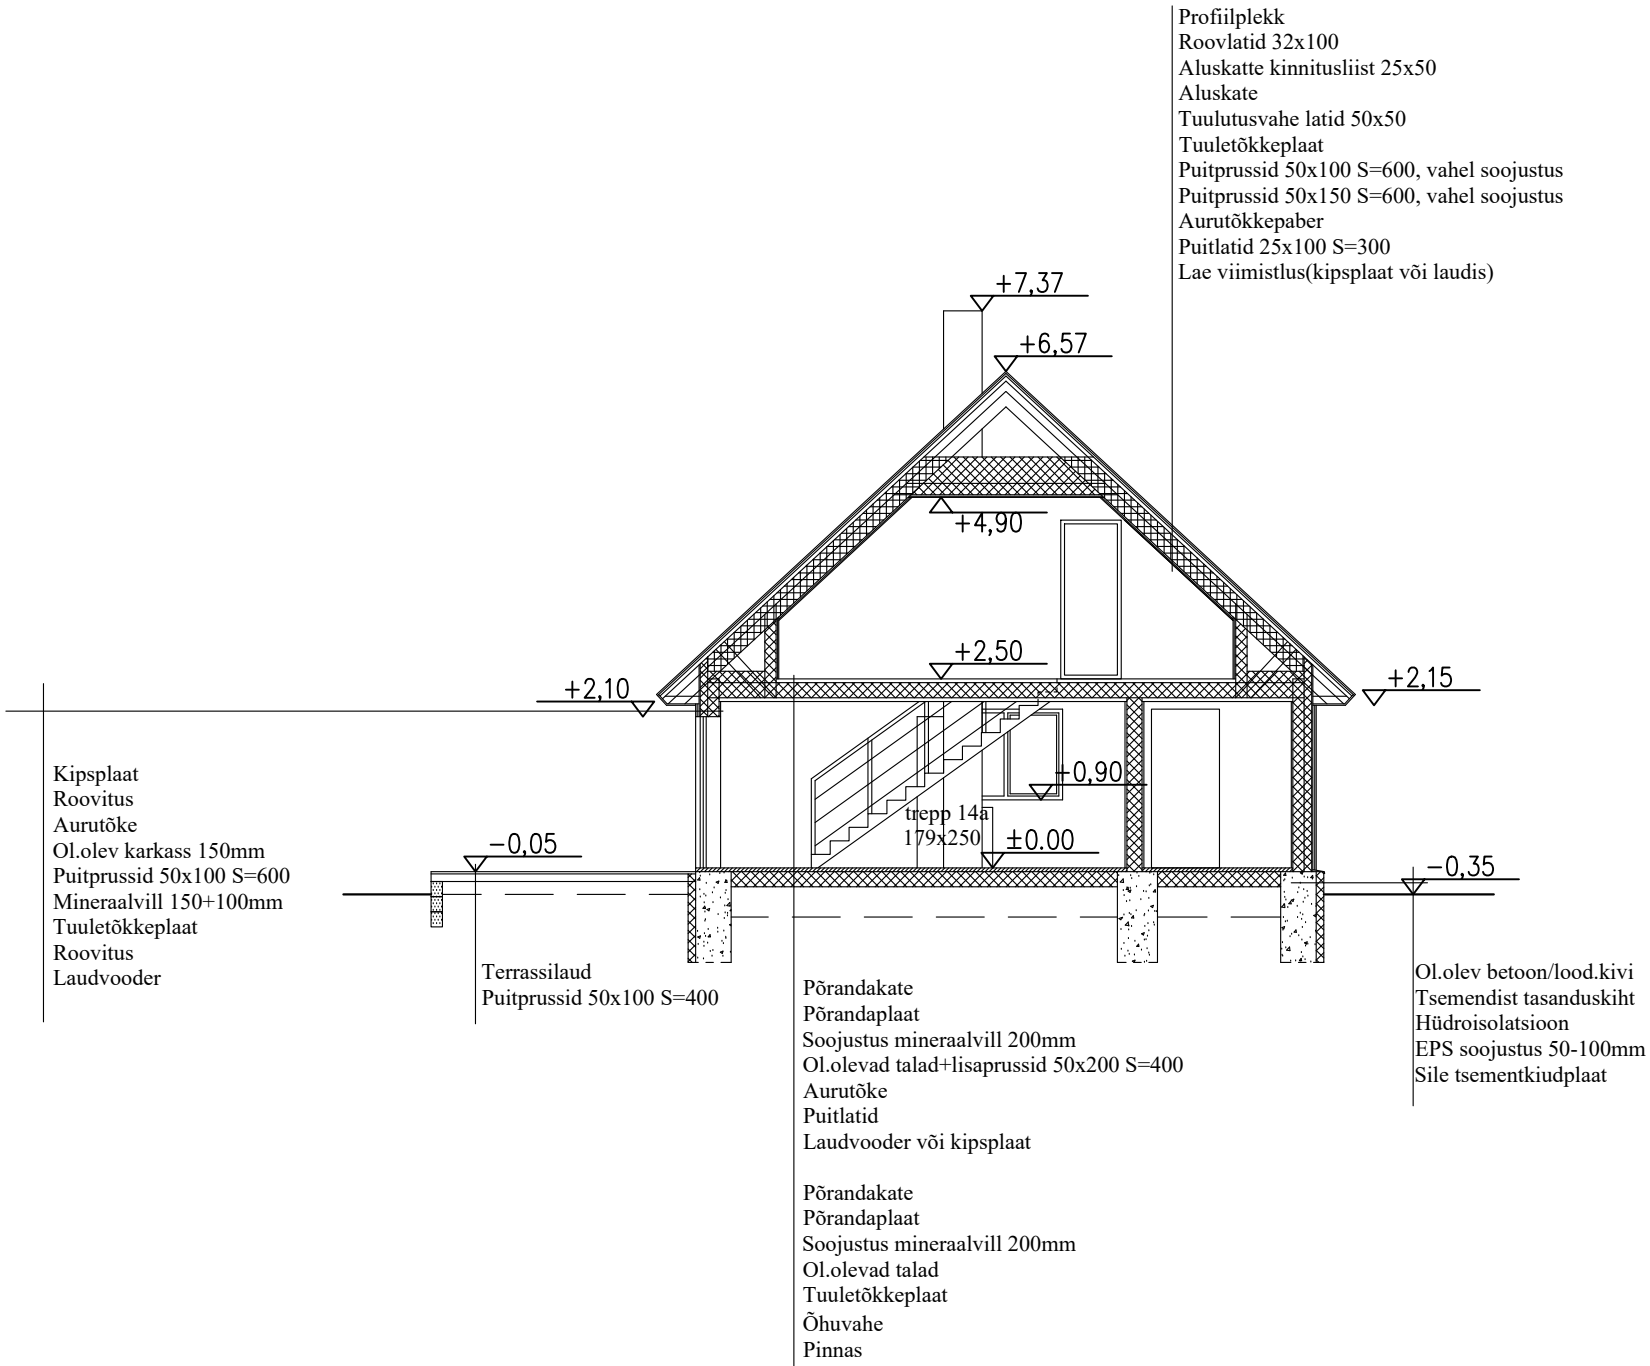 Profiilplekk
Roovlatid 32x100
Aluskatte kinnitusliist 25x50
Aluskate
Tuulutusvahe latid 50x50
Tuuletõkkeplaat
Puitprussid 50x100 S=600, vahel soojustus
Puitprussid 50x150 S=600, vahel soojustus
Aurutõkkepaber
Puitlatid 25x100 S=300
Lae viimistlus(kipsplaat või laudis)
+7,37
+6,57
+4,90
+2,50
+2,10
+2,15
+0,90
trepp 14a
179x250
±0.00
-0,05
-0,35
Kipsplaat
Roovitus
Aurutõke
Ol.olev karkass 150mm
Puitprussid 50x100 S=600
Mineraalvill 150+100mm
Tuuletõkkeplaat
Roovitus
Laudvooder
Terrassilaud
Puitprussid 50x100 S=400
Põrandakate
Põrandaplaat
Soojustus mineraalvill 200mm
Ol.olevad talad+lisaprussid 50x200 S=400
Aurutõke
Puitlatid
Laudvooder või kipsplaat
Põrandakate
Põrandaplaat
Soojustus mineraalvill 200mm
Ol.olevad talad
Tuuletõkkeplaat
Õhuvahe
Pinnas
Ol.olev betoon/lood.kivi
Tsemendist tasanduskiht
Hüdroisolatsioon
EPS soojustus 50-100mm
Sile tsementkiudplaat